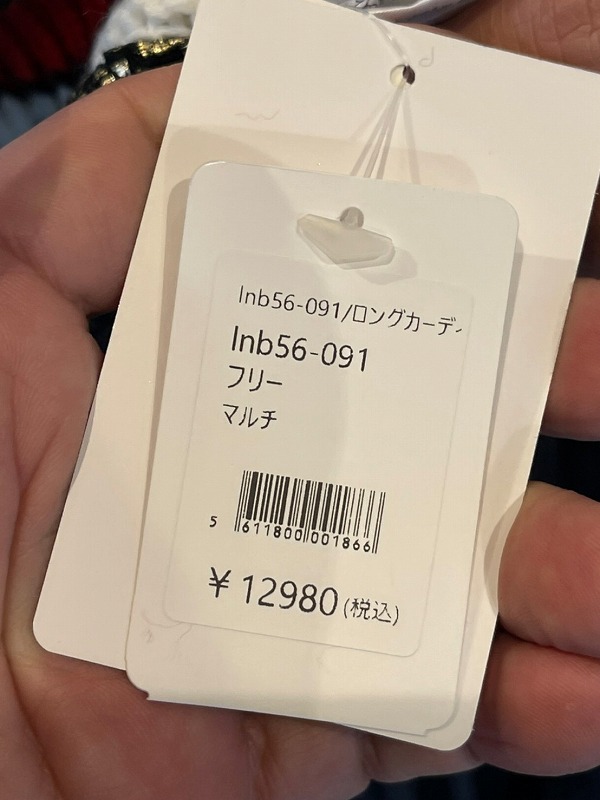 lnb56-091/ロングカーデ
lnb56-091
フリー
マルチ
5 611800 001866
¥12980(税込)